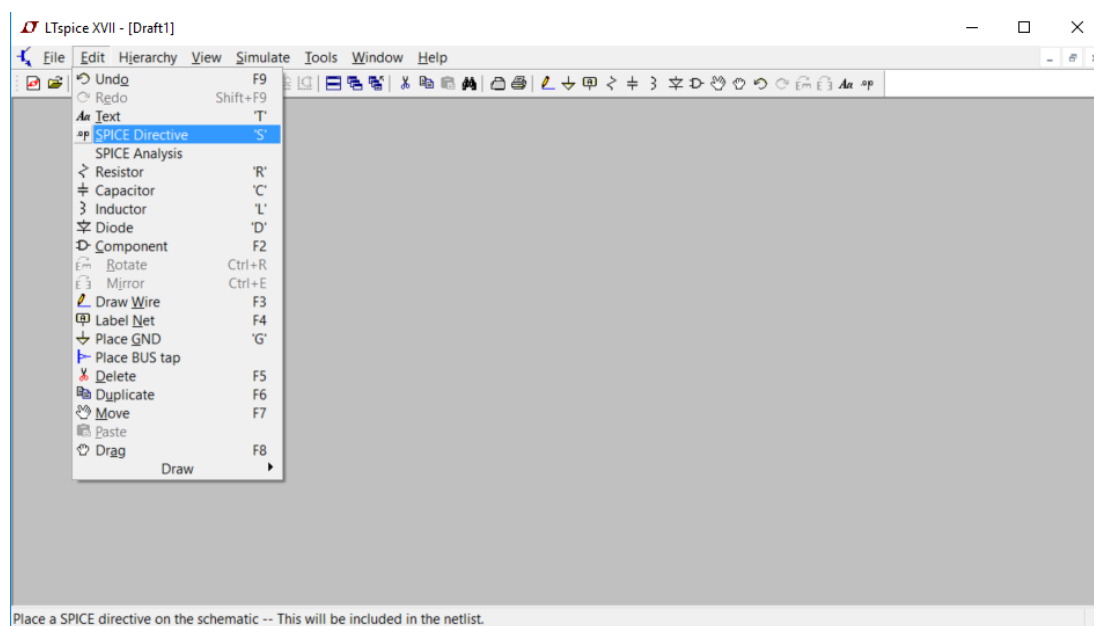 LTspice XVII - [Draft1]
File Edit Hierarchy View Simulate Tools Window Help
Undo F9
Redo Shift+F9
Text 'T'
SPICE Directive 'S'
SPICE Analysis
Resistor 'R'
Capacitor 'C'
Inductor 'L'
Diode 'D'
Component F2
Rotate Ctrl+R
Mirror Ctrl+E
Draw Wire F3
Label Net F4
Place GND 'G'
Place BUS tap
Delete F5
Duplicate F6
Move F7
Paste
Drag F8
Draw
Place a SPICE directive on the schematic -- This will be included in the netlist.